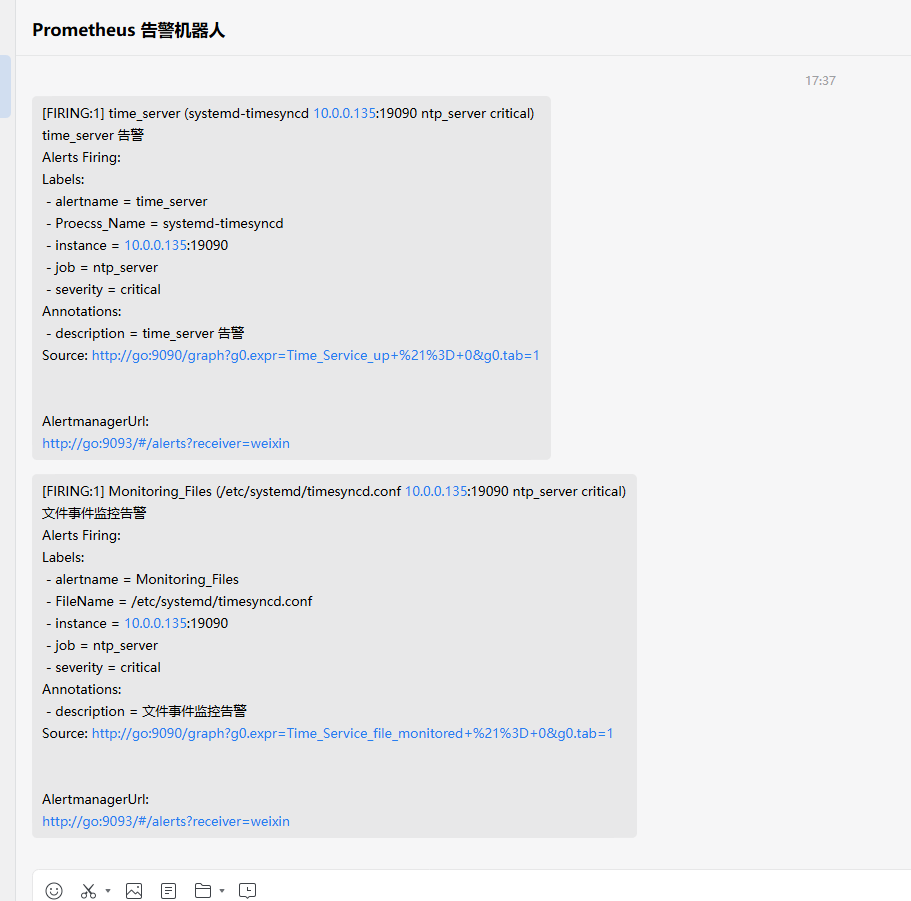 Prometheus 告警机器人
17:37
[FIRING:1] time_server (systemd-timesyncd 10.0.0.135:19090 ntp_server critical)
time_server 告警
Alerts Firing:
Labels:
- alertname = time_server
- Proecss_Name = systemd-timesyncd
- instance = 10.0.0.135:19090
- job = ntp_server
- severity = critical
Annotations:
- description = time_server 告警
Source: http://go:9090/graph?g0.expr=Time_Service_up+%21%3D+0&g0.tab=1
AlertmanagerUrl:
http://go:9093/#/alerts?receiver=weixin
[FIRING:1] Monitoring_Files (/etc/systemd/timesyncd.conf 10.0.0.135:19090 ntp_server critical)
文件事件监控告警
Alerts Firing:
Labels:
- alertname = Monitoring_Files
- FileName = /etc/systemd/timesyncd.conf
- instance = 10.0.0.135:19090
- job = ntp_server
- severity = critical
Annotations:
- description = 文件事件监控告警
Source: http://go:9090/graph?g0.expr=Time_Service_file_monitored+%21%3D+0&g0.tab=1
AlertmanagerUrl:
http://go:9093/#/alerts?receiver=weixin